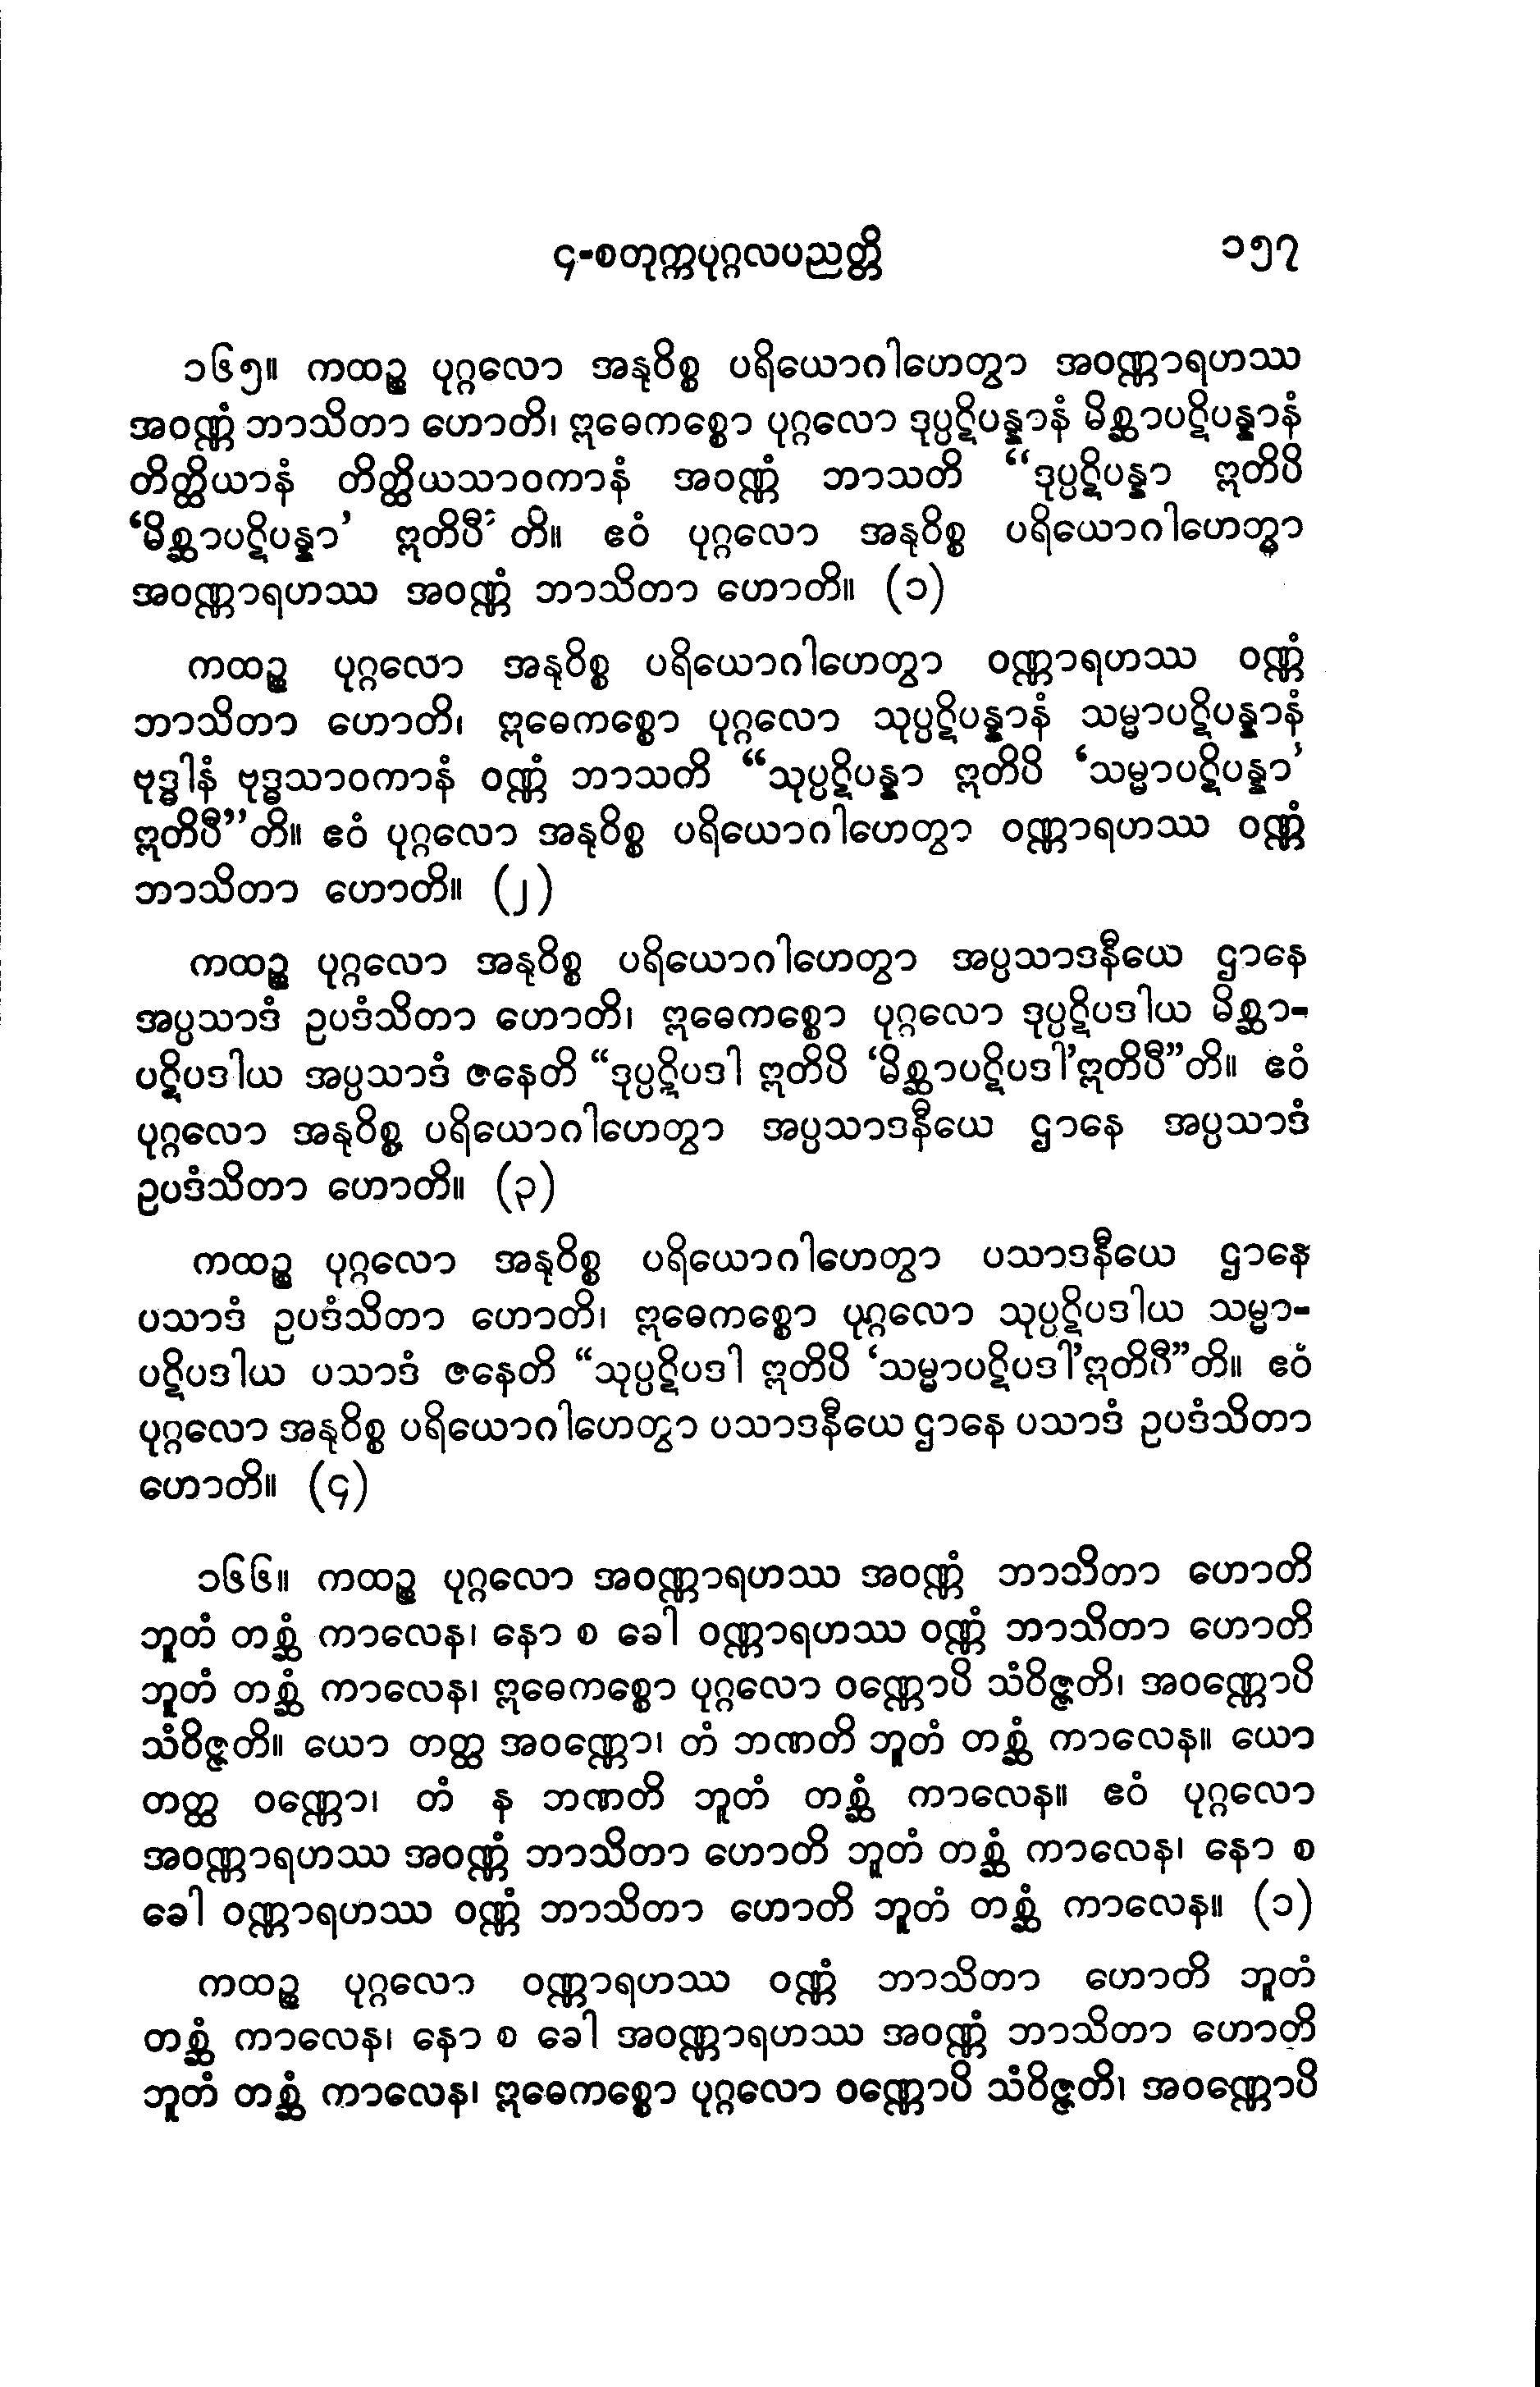 ၄-စတုက္ကပုဂ္ဂလပညတ္တိ ၁၅၇
၁၆၅။ ကထဉ္စ ပုဂ္ဂလော အနုဝိစ္စ ပရိယောဂါဟေတွာ အဝဏ္ဏာရဟဿ
အဝဏ္ဏံ ဘာသိတာ ဟောတိ၊ ဣဓေကစ္စော ပုဂ္ဂလော ဒုပ္ပဋိပန္နာနံ မိစ္ဆာပဋိပန္နာနံ
တိတ္ထိယာနံ တိတ္ထိယသာဝကာနံ အဝဏ္ဏံ ဘာသတိ “ဒုပ္ပဋိပန္နာ ဣတိပိ
‘မိစ္ဆာပဋိပန္နာ’ ဣတိပီ” တိ။ ဧဝံ ပုဂ္ဂလော အနုဝိစ္စ ပရိယောဂါဟေတွာ
အဝဏ္ဏာရဟဿ အဝဏ္ဏံ ဘာသိတာ ဟောတိ။ (၁)
ကထဉ္စ ပုဂ္ဂလော အနုဝိစ္စ ပရိယောဂါဟေတွာ ဝဏ္ဏာရဟဿ ဝဏ္ဏံ
ဘာသိတာ ဟောတိ၊ ဣဓေကစ္စော ပုဂ္ဂလော သုပ္ပဋိပန္နာနံ သမ္မာပဋိပန္နာနံ
ဗုဒ္ဓါနံ ဗုဒ္ဓသာဝကာနံ ဝဏ္ဏံ ဘာသတိ “သုပ္ပဋိပန္နာ ဣတိပိ ‘သမ္မာပဋိပန္နာ’
ဣတိပီ”တိ။ ဧဝံ ပုဂ္ဂလော အနုဝိစ္စ ပရိယောဂါဟေတွာ ဝဏ္ဏာရဟဿ ဝဏ္ဏံ
ဘာသိတာ ဟောတိ။ (၂)
ကထဉ္စ ပုဂ္ဂလော အနုဝိစ္စ ပရိယောဂါဟေတွာ အပ္ပသာဒနီယေ ဌာနေ
အပ္ပသာဒံ ဥပဒံသိတာ ဟောတိ၊ ဣဓေကစ္စော ပုဂ္ဂလော ဒုပ္ပဋိပဒါယ မိစ္ဆာ-
ပဋိပဒါယ အပ္ပသာဒံ ဇနေတိ “ဒုပ္ပဋိပဒါ ဣတိပိ ‘မိစ္ဆာပဋိပဒါ’ဣတိပီ”တိ။ ဧဝံ
ပုဂ္ဂလော အနုဝိစ္စ ပရိယောဂါဟေတွာ အပ္ပသာဒနီယေ ဌာနေ အပ္ပသာဒံ
ဥပဒံသိတာ ဟောတိ။ (၃)
ကထဉ္စ ပုဂ္ဂလော အနုဝိစ္စ ပရိယောဂါဟေတွာ ပသာဒနီယေ ဌာနေ
ပသာဒံ ဥပဒံသိတာ ဟောတိ၊ ဣဓေကစ္စော ပုဂ္ဂလော သုပ္ပဋိပဒါယ သမ္မာ-
ပဋိပဒါယ ပသာဒံ ဇနေတိ “သုပ္ပဋိပဒါ ဣတိပိ ‘သမ္မာပဋိပဒါ’ဣတိပီ”တိ။ ဧဝံ
ပုဂ္ဂလော အနုဝိစ္စ ပရိယောဂါဟေတွာ ပသာဒနီယေ ဌာနေ ပသာဒံ ဥပဒံသိတာ
ဟောတိ။ (၄)
၁၆၆။ ကထဉ္စ ပုဂ္ဂလော အဝဏ္ဏာရဟဿ အဝဏ္ဏံ ဘာသိတာ ဟောတိ
ဘူတံ တစ္ဆံ ကာလေန၊ နော စ ခေါ ဝဏ္ဏာရဟဿ ဝဏ္ဏံ ဘာသိတာ ဟောတိ
ဘူတံ တစ္ဆံ ကာလေန၊ ဣဓေကစ္စော ပုဂ္ဂလော ဝဏ္ဏောပိ သံဝိဇ္ဇတိ၊ အဝဏ္ဏောပိ
သံဝိဇ္ဇတိ။ ယော တတ္ထ အဝဏ္ဏော၊ တံ ဘဏတိ ဘူတံ တစ္ဆံ ကာလေန။ ယော
တတ္ထ ဝဏ္ဏော၊ တံ န ဘဏတိ ဘူတံ တစ္ဆံ ကာလေန။ ဧဝံ ပုဂ္ဂလော
အဝဏ္ဏာရဟဿ အဝဏ္ဏံ ဘာသိတာ ဟောတိ ဘူတံ တစ္ဆံ ကာလေန၊ နော စ
ခေါ ဝဏ္ဏာရဟဿ ဝဏ္ဏံ ဘာသိတာ ဟောတိ ဘူတံ တစ္ဆံ ကာလေန။ (၁)
ကထဉ္စ ပုဂ္ဂလော ဝဏ္ဏာရဟဿ ဝဏ္ဏံ ဘာသိတာ ဟောတိ ဘူတံ
တစ္ဆံ ကာလေန၊ နော စ ခေါ အဝဏ္ဏာရဟဿ အဝဏ္ဏံ ဘာသိတာ ဟောတိ
ဘူတံ တစ္ဆံ ကာလေန၊ ဣဓေကစ္စော ပုဂ္ဂလော ဝဏ္ဏောပိ သံဝိဇ္ဇတိ၊ အဝဏ္ဏောပိ